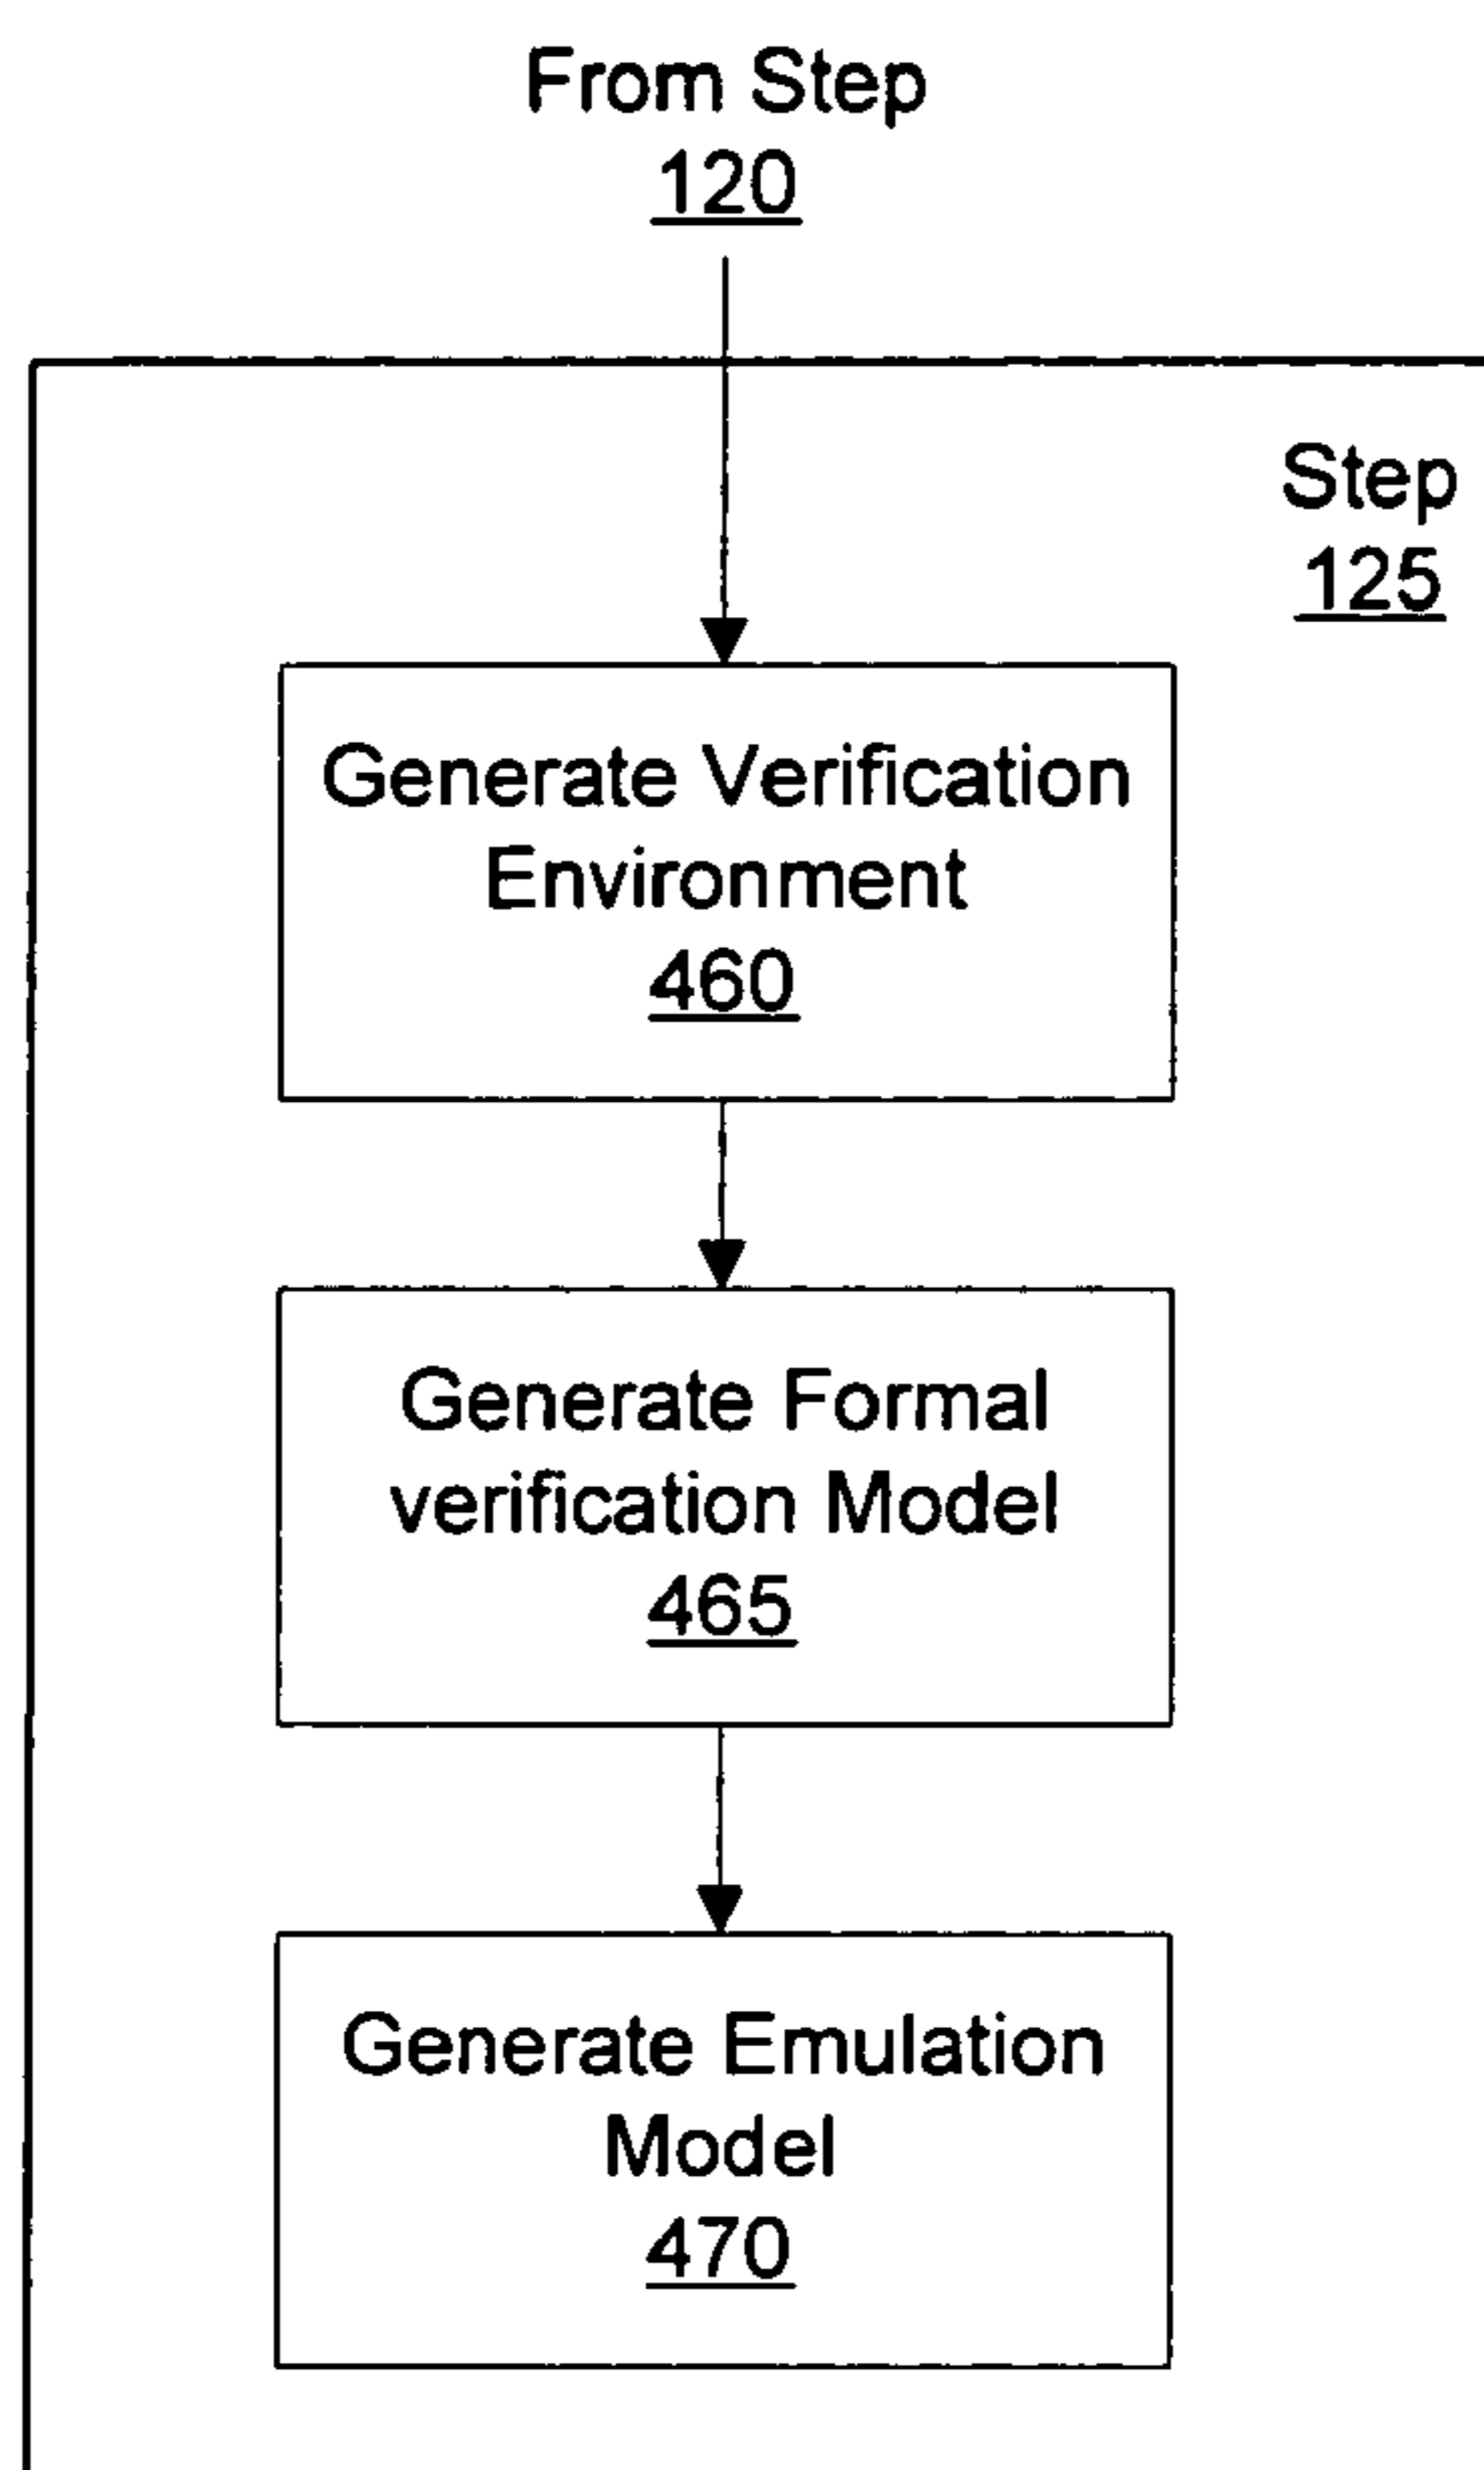 From Step
120
Step
125
Generate Verification
Environment
460
Generate Formal
verification Model
465
Generate Emulation
Model
470